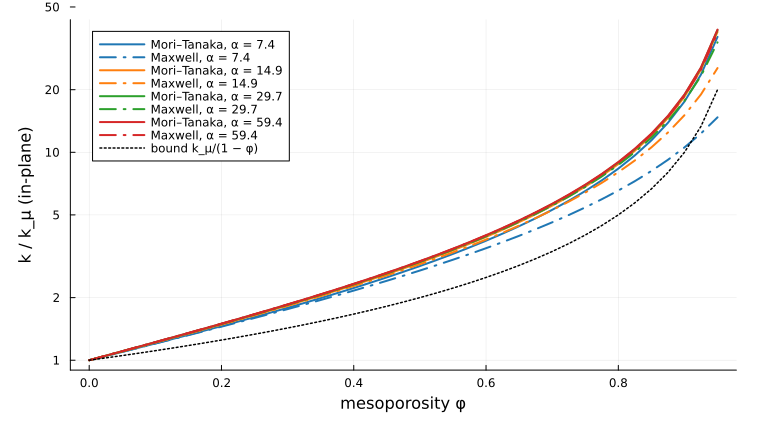 50
20
10
5
2
1
k / k_μ (in-plane)
Mori–Tanaka, α = 7.4
Maxwell, α = 7.4
Mori–Tanaka, α = 14.9
Maxwell, α = 14.9
Mori–Tanaka, α = 29.7
Maxwell, α = 29.7
Mori–Tanaka, α = 59.4
Maxwell, α = 59.4
bound k_μ/(1 − φ)
0.0 0.2 0.4 0.6 0.8
mesoporosity φ